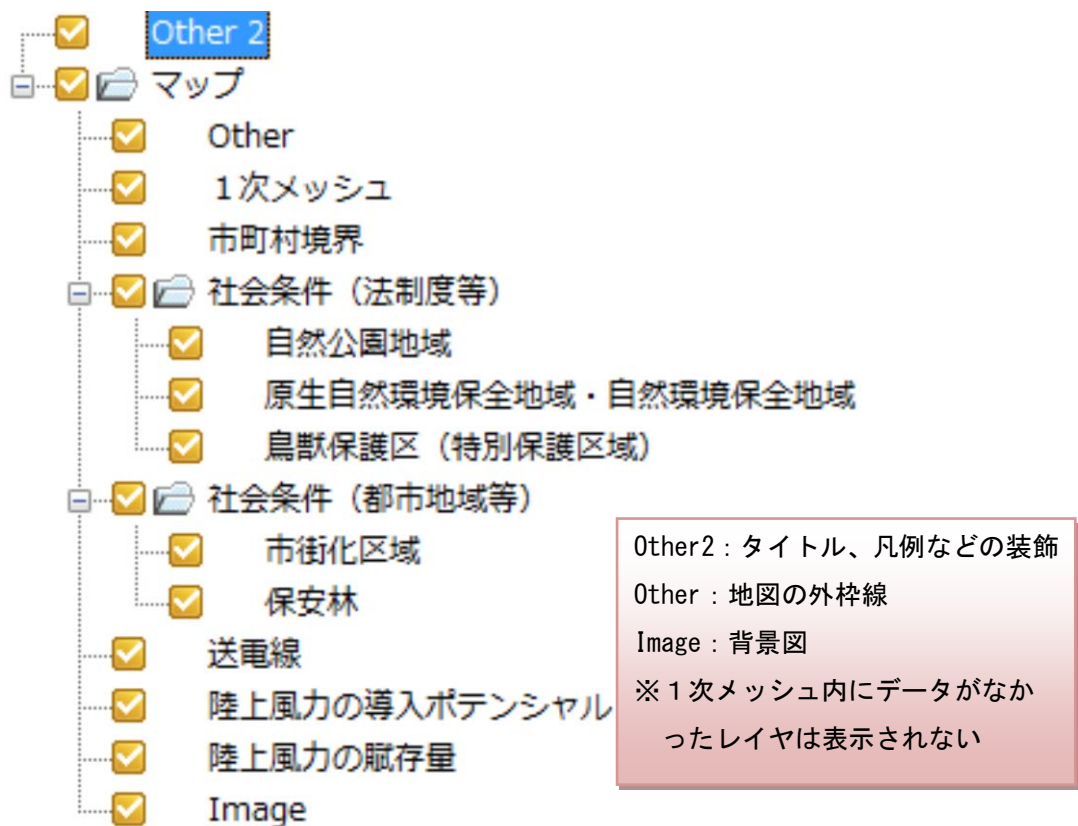 Other 2
マップ
Other
１次メッシュ
市町村境界
社会条件（法制度等）
自然公園地域
原生自然環境保全地域・自然環境保全地域
鳥獣保護区（特別保護区域）
社会条件（都市地域等）
市街化区域
保安林
送電線
陸上風力の導入ポテンシャル
陸上風力の賦存量
Image
Other2：タイトル、凡例などの装飾
Other：地図の外枠線
Image：背景図
※１次メッシュ内にデータがなか
ったレイヤは表示されない